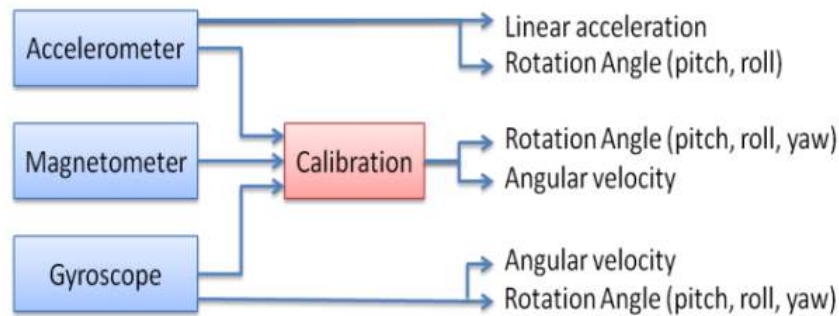 Accelerometer
Linear acceleration
Rotation Angle (pitch, roll)
Magnetometer
Calibration
Rotation Angle (pitch, roll, yaw)
Angular velocity
Gyroscope
Angular velocity
Rotation Angle (pitch, roll, yaw)